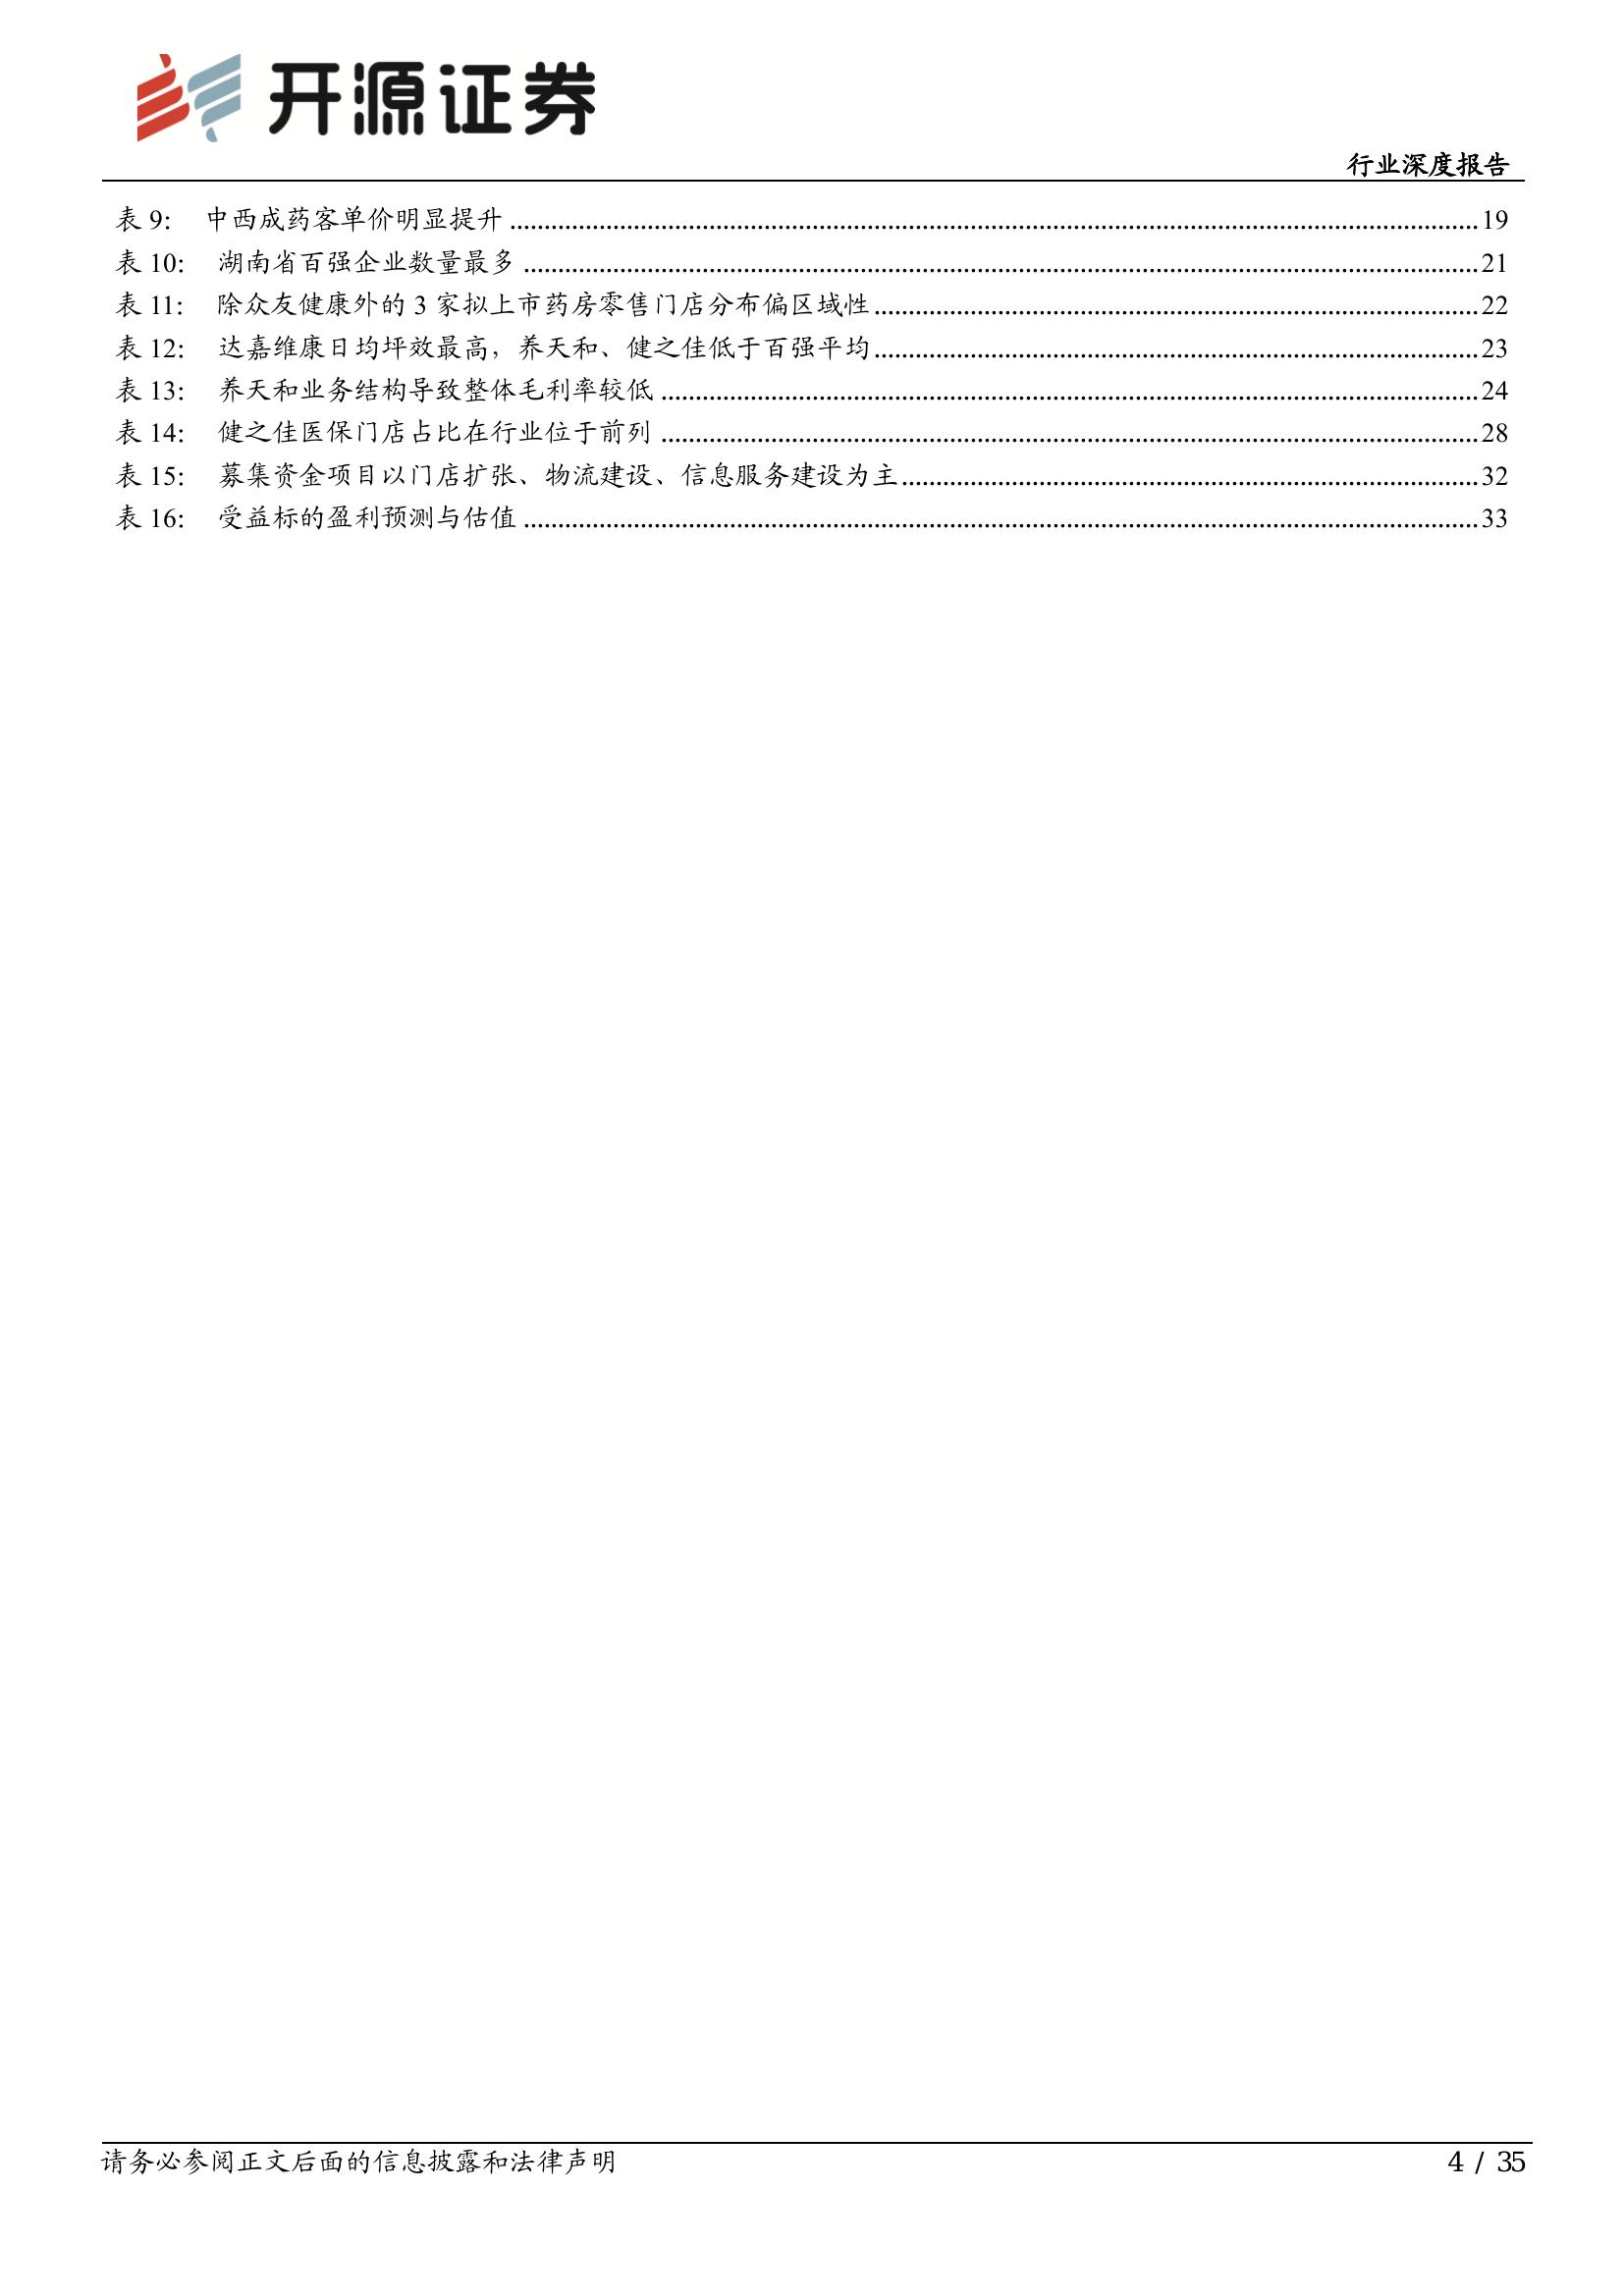 开源证券
行业深度报告
表 9： 中西成药客单价明显提升 ........ 19
表 10： 湖南省百强企业数量最多 ........ 21
表 11： 除众友健康外的 3 家拟上市药房零售门店分布偏区域性 ........ 22
表 12： 达嘉维康日均坪效最高，养天和、健之佳低于百强平均 ........ 23
表 13： 养天和业务结构导致整体毛利率较低 ........ 24
表 14： 健之佳医保门店占比在行业位于前列 ........ 28
表 15： 募集资金项目以门店扩张、物流建设、信息服务建设为主 ........ 32
表 16： 受益标的盈利预测与估值 ........ 33
请务必参阅正文后面的信息披露和法律声明
4 / 35